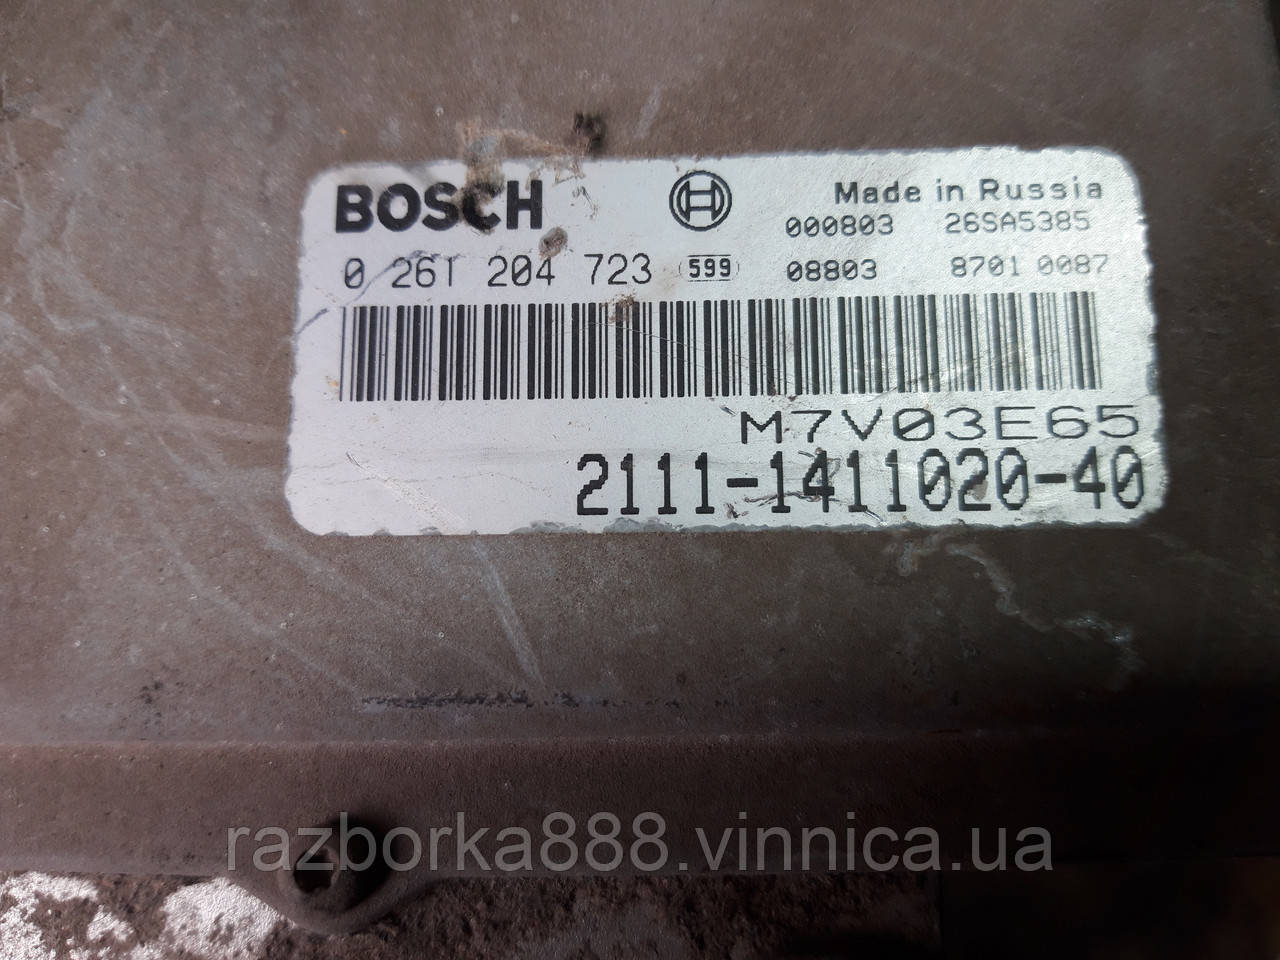 BOSCH
Made in Russia
000803 26SA5385
0 261 204 723 599 08803 8701 0087
M7V03E65
2111-1411020-40
razborka888.vinnica.ua